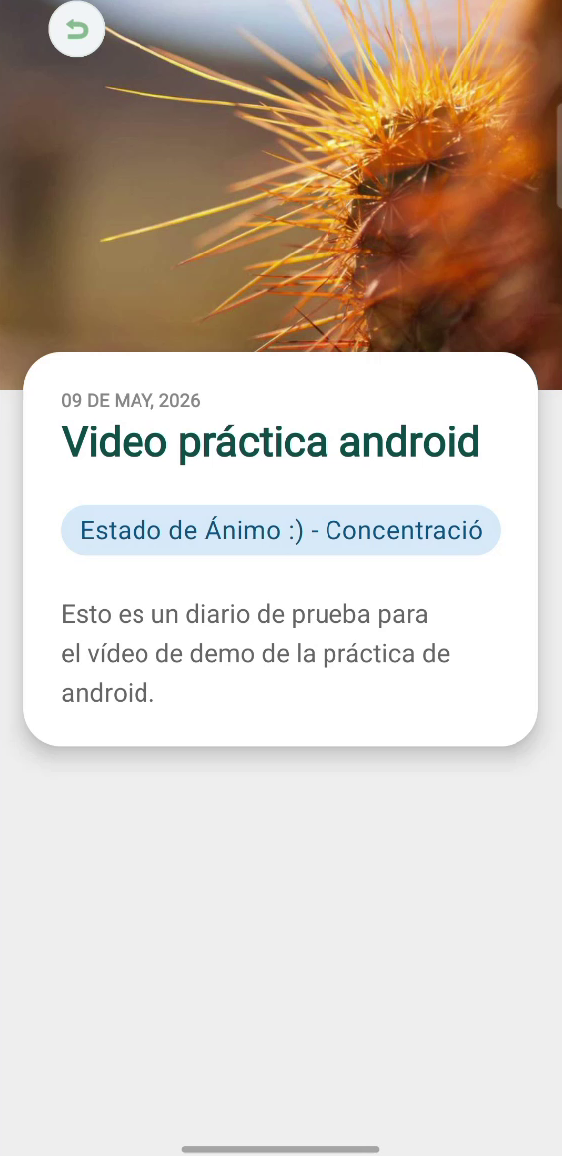 09 DE MAY, 2026
Video práctica android
Estado de Ánimo :) - Concentració
Esto es un diario de prueba para
el vídeo de demo de la práctica de
android.